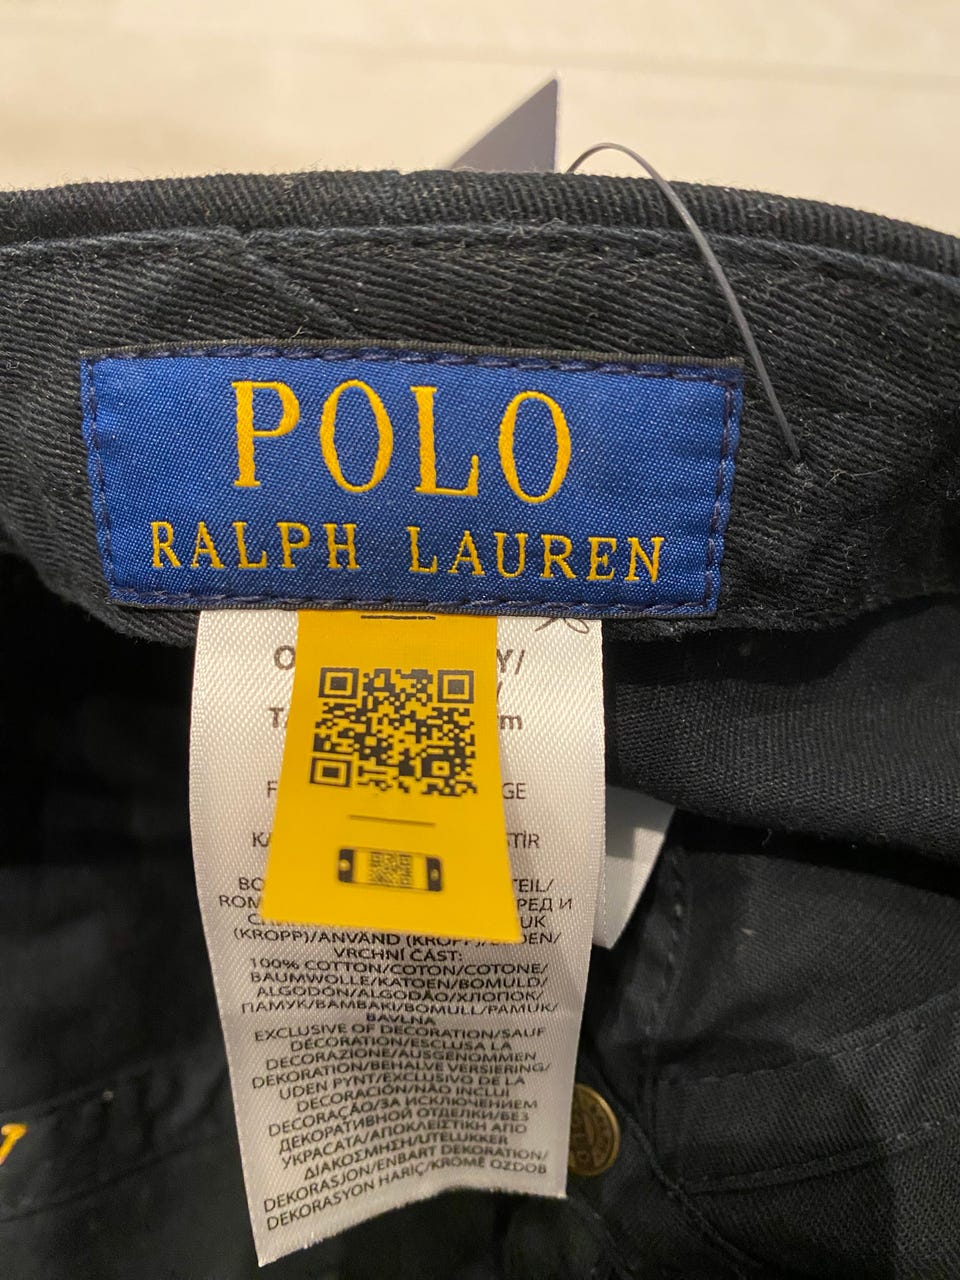 POLO
RALPH LAUREN
Y/
GE
TİR
TEIL/
РЕД И
UK
(KROPP)/ANVÄND (KROPP)/
VRCHNÍ ČÁST:
100% COTTON/COTON/COTONE/
BAUMWOLLE/KATOEN/BOMULD/
ALGODÓN/ALGODÃO/ХЛОПОК/
ПАМУК/ΒΑΜΒΑΚΙ/BOMULL/PAMUK/
BAVLNA
EXCLUSIVE OF DECORATION/SAUF
DÉCORATION/ESCLUSA LA
DECORAZIONE/AUSGENOMMEN
DEKORATION/BEHALVE VERSIERING/
UDEN PYNT/EXCLUSIVO DE LA
DECORACIÓN/NÃO INCLUI
DECORAÇÃO/ЗА ИСКЛЮЧЕНИЕМ
ДЕКОРАТИВНОЙ ОТДЕЛКИ/БЕЗ
УКРАСАТА/ΑΠΟΚΛΕΙΣΤΙΚΗ ΑΠΟ
ΔΙΑΚΟΣΜΗΣΗ/UTELUKKER
DEKORASJON/ENBART DEKORATION/
DEKORASYON HARİÇ/KROMĚ OZDOB